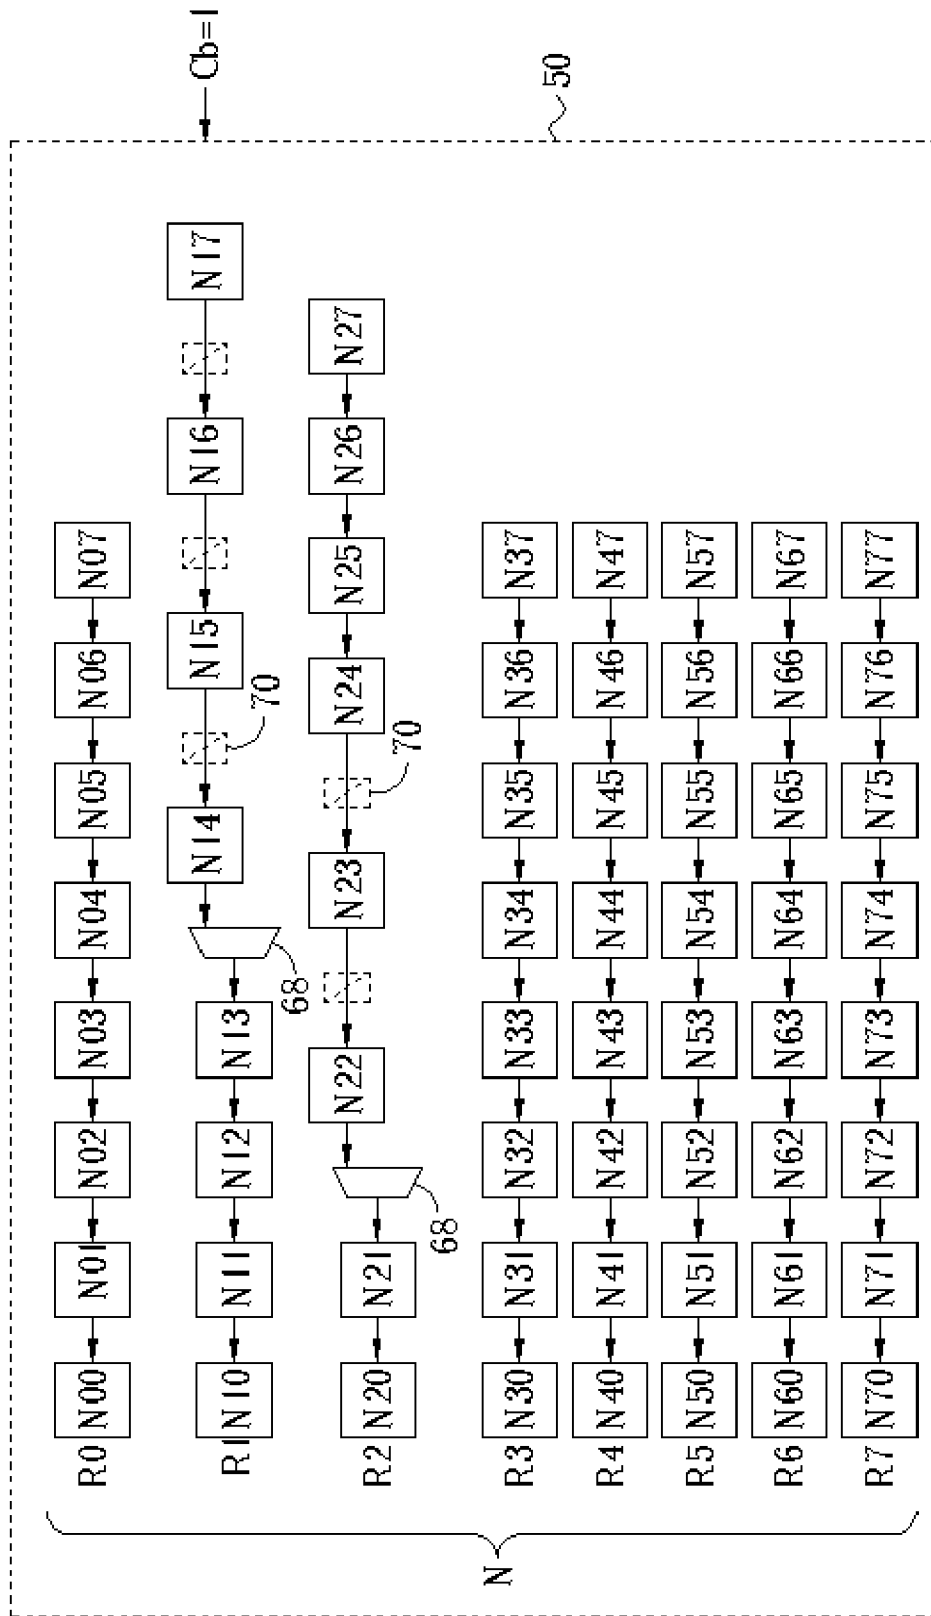 Cb=1
50
R0 N00 N01 N02 N03 N04 N05 N06 N07
R1 N10 N11 N12 N13 N14 N15 N16 N17
68
70
R2 N20 N21 N22 N23 N24 N25 N26 N27
68
70
R3 N30 N31 N32 N33 N34 N35 N36 N37
R4 N40 N41 N42 N43 N44 N45 N46 N47
R5 N50 N51 N52 N53 N54 N55 N56 N57
R6 N60 N61 N62 N63 N64 N65 N66 N67
R7 N70 N71 N72 N73 N74 N75 N76 N77
N